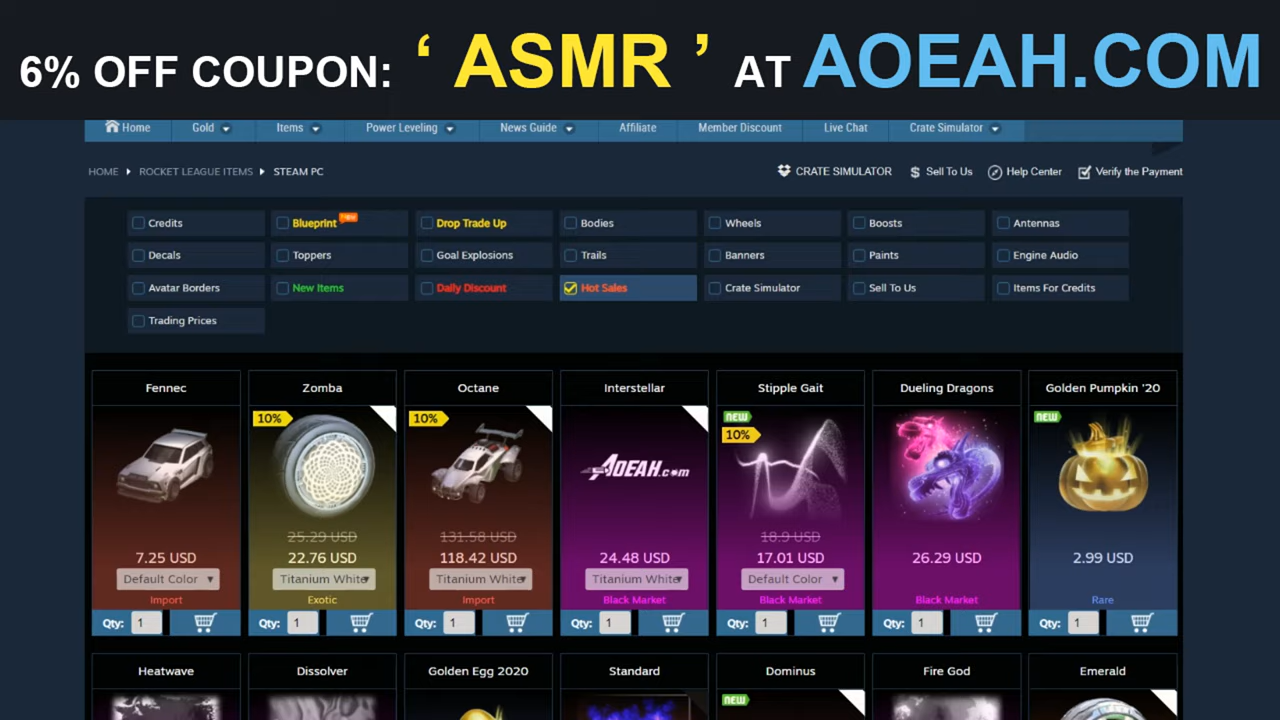 6% OFF COUPON: ‘ ASMR ’ AT AOEAH.COM
Home Gold Items Power Leveling News Guide Affiliate Member Discount Live Chat Crate Simulator
HOME ROCKET LEAGUE ITEMS STEAM PC CRATE SIMULATOR $ Sell To Us Help Center Verify the Payment
Credits Blueprint New Drop Trade Up Bodies Wheels Boosts Antennas
Decals Toppers Goal Explosions Trails Banners Paints Engine Audio
Avatar Borders New Items Daily Discount Hot Sales Crate Simulator Sell To Us Items For Credits
Trading Prices
Fennec Zomba Octane Interstellar Stipple Gait Dueling Dragons Golden Pumpkin '20
10% 10% NEW NEW
10%
AOEAH.COM
25.29 USD 131.58 USD 18.9 USD
7.25 USD 22.76 USD 118.42 USD 24.48 USD 17.01 USD 26.29 USD 2.99 USD
Default Color Titanium White Titanium White Titanium White Default Color
Import Exotic Import Black Market Black Market Black Market Rare
Qty: 1 Qty: 1 Qty: 1 Qty: 1 Qty: 1 Qty: 1 Qty: 1
Heatwave Dissolver Golden Egg 2020 Standard Dominus Fire God Emerald
NEW